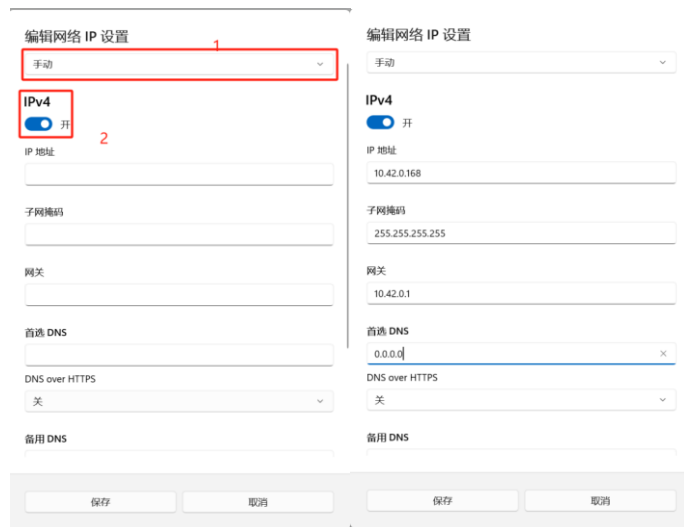 编辑网络 IP 设置
1
手动
IPv4
开
2
IP 地址
子网掩码
网关
首选 DNS
DNS over HTTPS
关
备用 DNS
保存
取消
编辑网络 IP 设置
手动
IPv4
开
IP 地址
10.42.0.168
子网掩码
255.255.255.255
网关
10.42.0.1
首选 DNS
0.0.0.0
DNS over HTTPS
关
备用 DNS
保存
取消